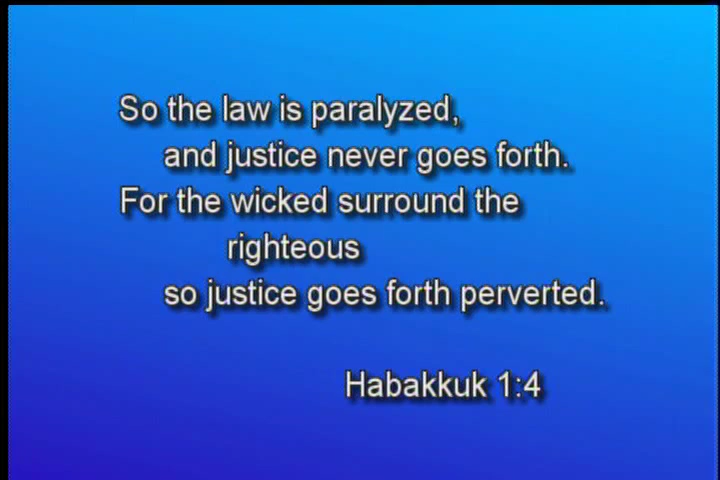 So the law is paralyzed,
and justice never goes forth.
For the wicked surround the
righteous
so justice goes forth perverted.
Habakkuk 1:4